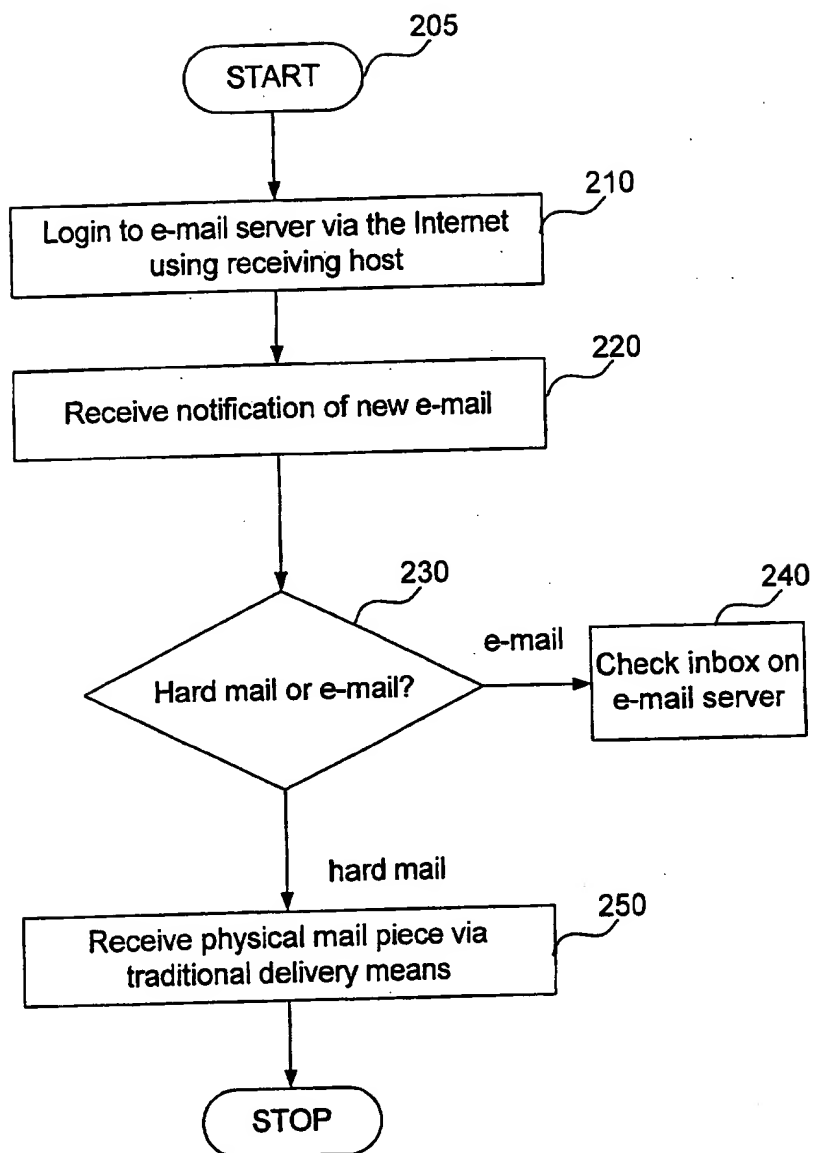 205
START
210
Login to e-mail server via the Internet
using receiving host
220
Receive notification of new e-mail
230
Hard mail or e-mail?
e-mail
240
Check inbox on
e-mail server
hard mail
250
Receive physical mail piece via
traditional delivery means
STOP